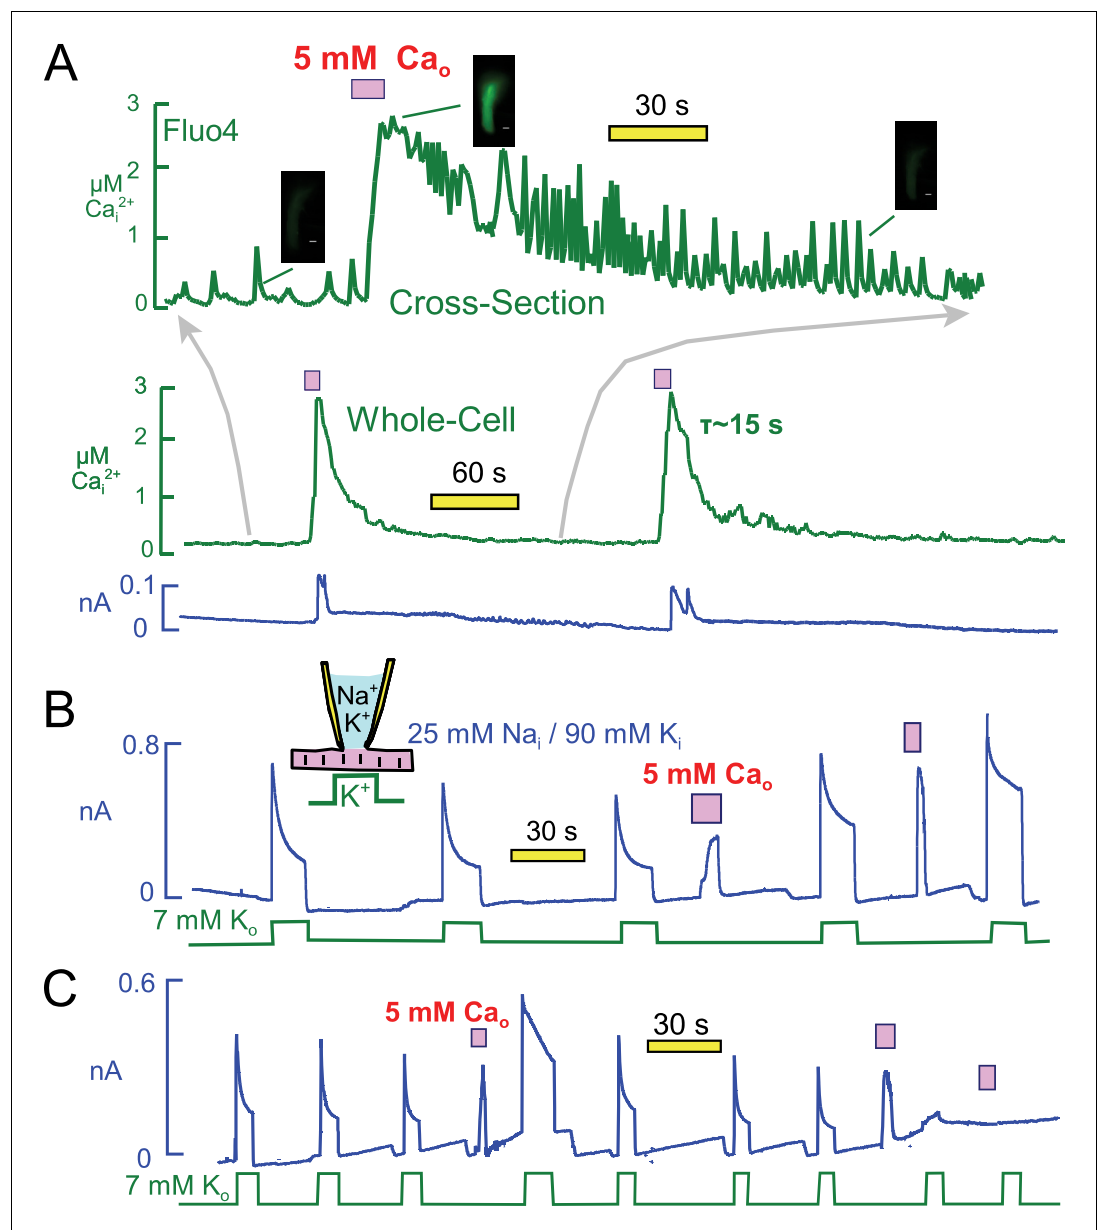 A
5 mM Cao
3
Fluo4
30 s
2
µM
Cai2+
1
0
Cross-Section
3
Whole-Cell
τ~15 s
2
µM
Cai2+
60 s
1
0
0.1
nA
0
B
Na+
K+
25 mM Nai / 90 mM Ki
0.8
5 mM Cao
K+
nA
30 s
0
7 mM Ko
C
0.6
5 mM Cao
30 s
nA
0
7 mM Ko